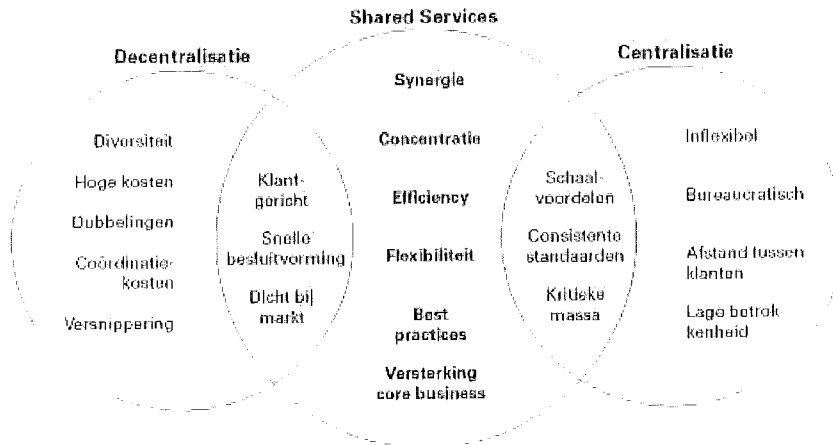 Shared Services
Decentralisatie
Centralisatie
Diversiteit
Hoge kosten
Dubbelingen
Coördinatie-
kosten
Versnippering
Klant-
gericht
Snelle
besluitvorming
Dicht bij
markt
Synergie
Concentratie
Efficiency
Flexibiliteit
Best
practices
Versterking
core business
Schaal-
voordelen
Consistente
standaarden
Kritieke
massa
Inflexibel
Bureaucratisch
Afstand tussen
klanten
Lage betrok-
kenheid